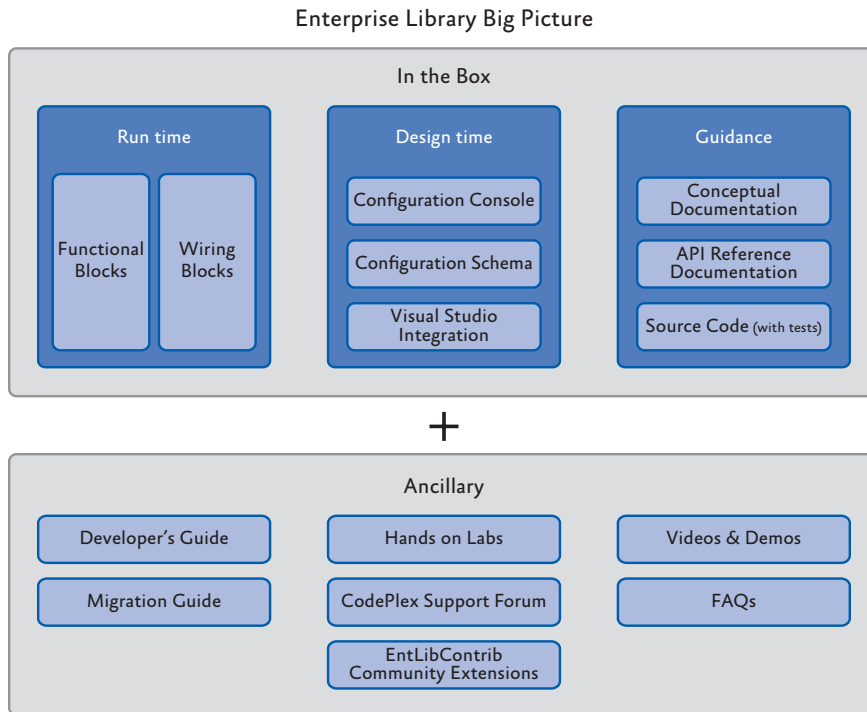 Enterprise Library Big Picture
In the Box
Run time
Functional
Blocks
Wiring
Blocks
Design time
Configuration Console
Configuration Schema
Visual Studio
Integration
Guidance
Conceptual
Documentation
API Reference
Documentation
Source Code (with tests)
+
Ancillary
Developer’s Guide
Hands on Labs
Videos & Demos
Migration Guide
CodePlex Support Forum
FAQs
EntLibContrib
Community Extensions